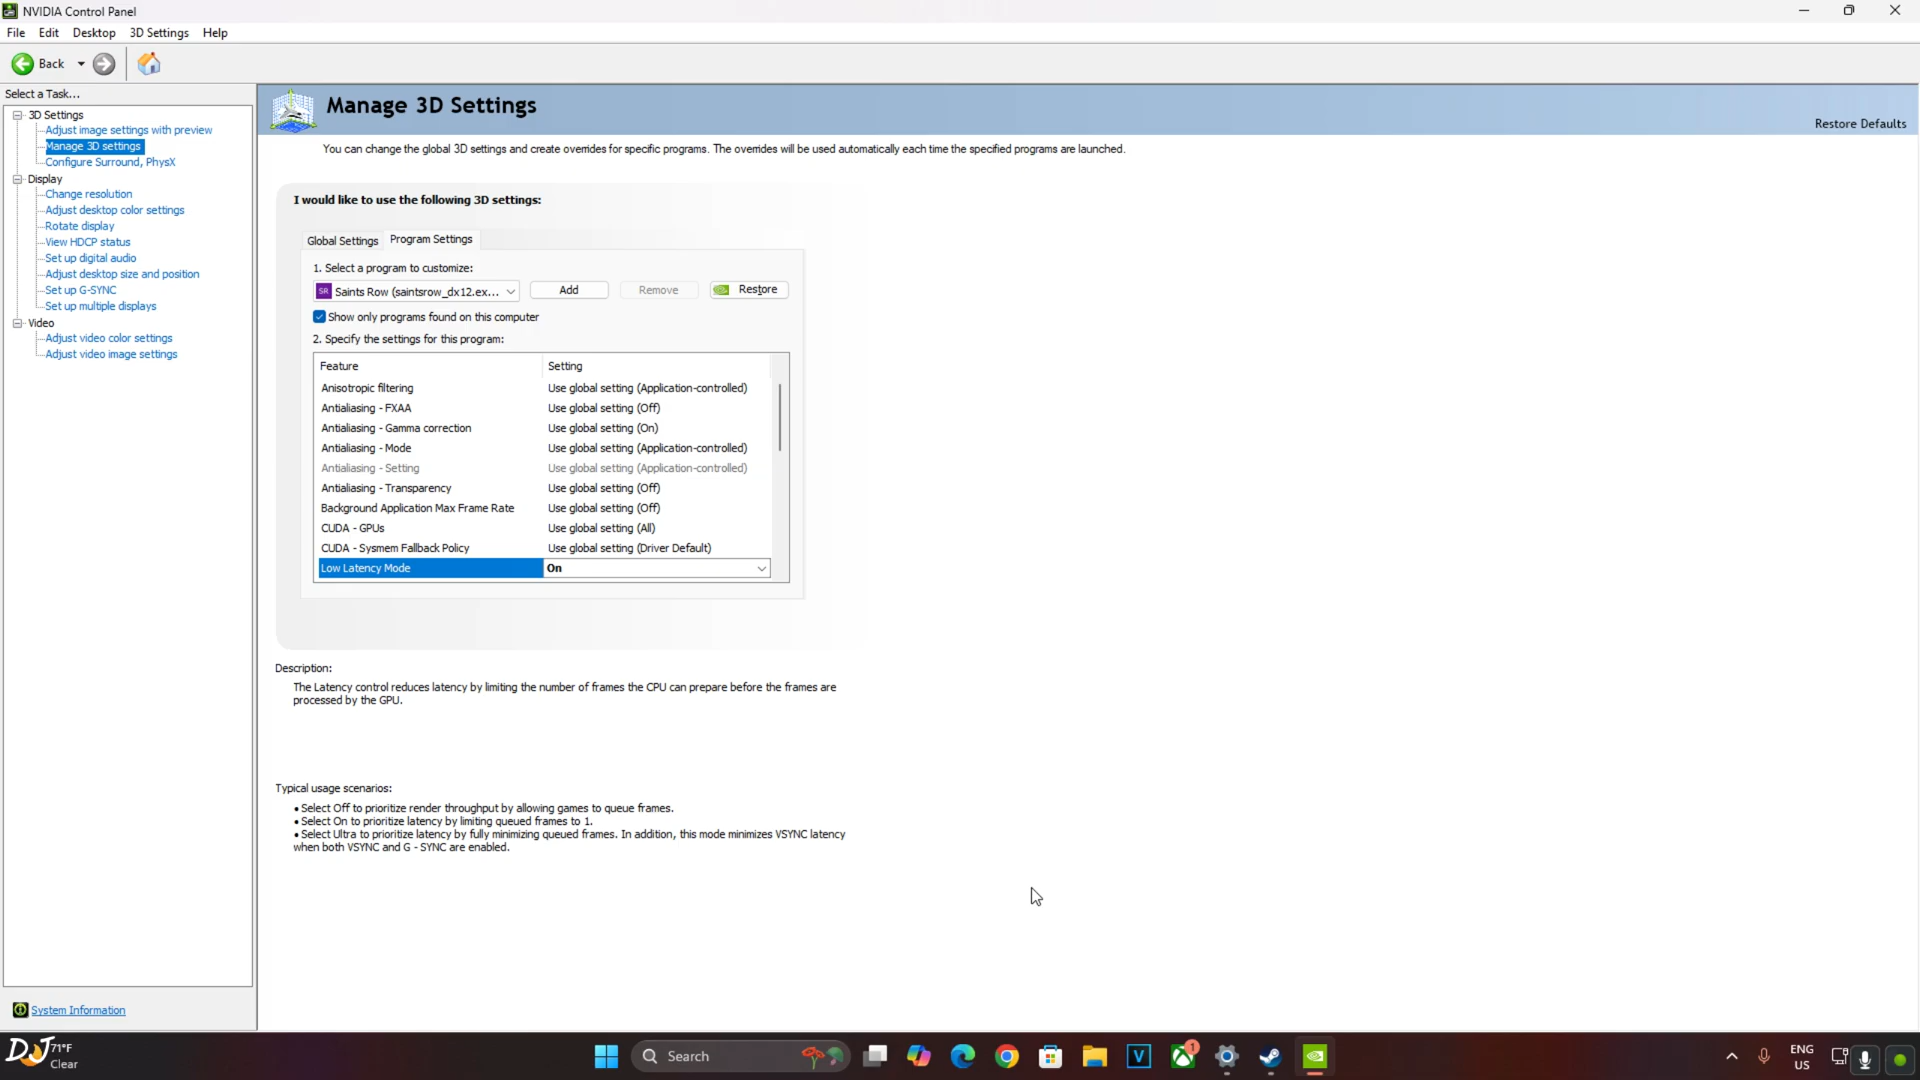 NVIDIA Control Panel
File Edit Desktop 3D Settings Help
Back
Select a Task...
3D Settings
Adjust image settings with preview
Manage 3D settings
Configure Surround, PhysX
Display
Change resolution
Adjust desktop color settings
Rotate display
View HDCP status
Set up digital audio
Adjust desktop size and position
Set up G-SYNC
Set up multiple displays
Video
Adjust video color settings
Adjust video image settings
System Information
Manage 3D Settings
Restore Defaults
You can change the global 3D settings and create overrides for specific programs. The overrides will be used automatically each time the specified programs are launched.
I would like to use the following 3D settings:
Global Settings Program Settings
1. Select a program to customize:
SR Saints Row (saintsrow_dx12.ex... Add Remove Restore
Show only programs found on this computer
2. Specify the settings for this program:
Feature Setting
Anisotropic filtering Use global setting (Application-controlled)
Antialiasing - FXAA Use global setting (Off)
Antialiasing - Gamma correction Use global setting (On)
Antialiasing - Mode Use global setting (Application-controlled)
Antialiasing - Setting Use global setting (Application-controlled)
Antialiasing - Transparency Use global setting (Off)
Background Application Max Frame Rate Use global setting (Off)
CUDA - GPUs Use global setting (All)
CUDA - Sysmem Fallback Policy Use global setting (Driver Default)
Low Latency Mode On
Description:
The Latency control reduces latency by limiting the number of frames the CPU can prepare before the frames are
processed by the GPU.
Typical usage scenarios:
• Select Off to prioritize render throughput by allowing games to queue frames.
• Select On to prioritize latency by limiting queued frames to 1.
• Select Ultra to prioritize latency by fully minimizing queued frames. In addition, this mode minimizes VSYNC latency
when both VSYNC and G - SYNC are enabled.
DJ 71°F
Clear
Search
V
1
ENG
US